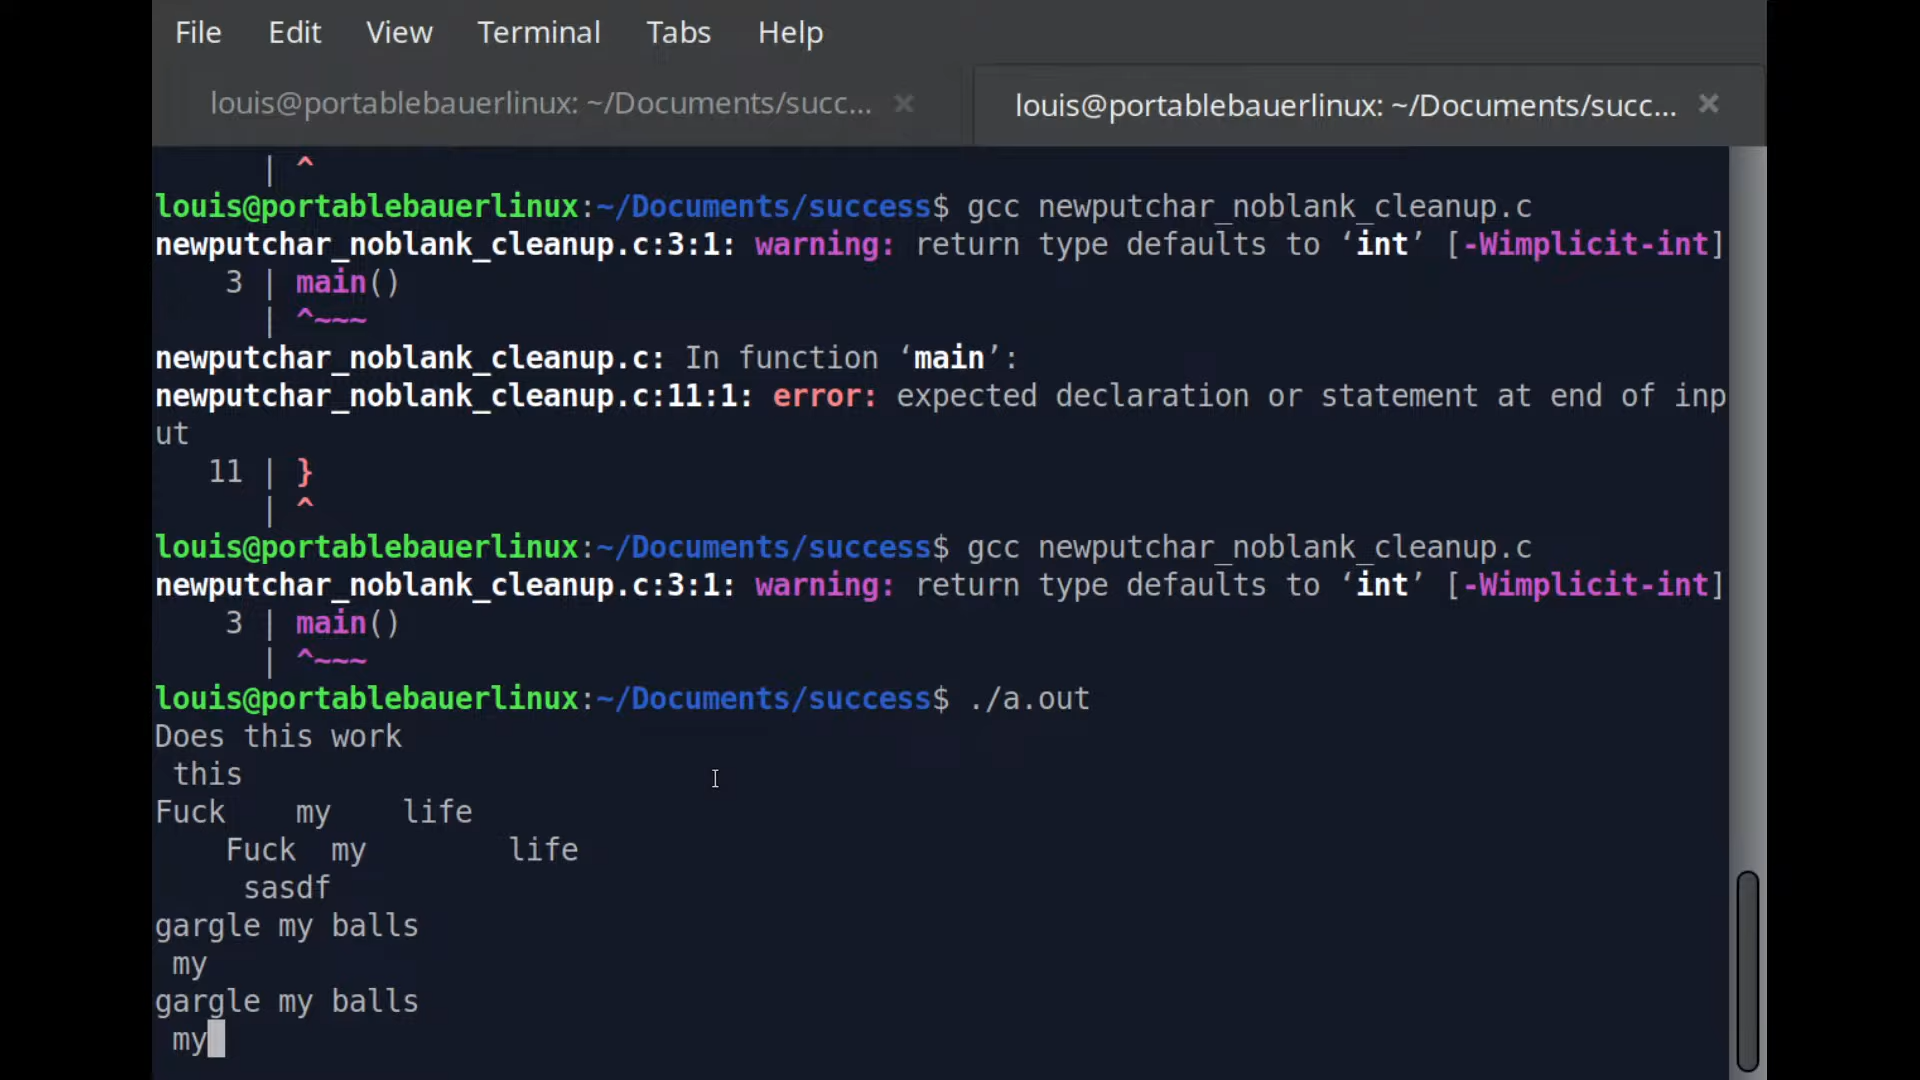 File Edit View Terminal Tabs Help
louis@portablebauerlinux: ~/Documents/succ... × louis@portablebauerlinux: ~/Documents/succ... ×
| ^
louis@portablebauerlinux:~/Documents/success$ gcc newputchar_noblank_cleanup.c
newputchar_noblank_cleanup.c:3:1: warning: return type defaults to ‘int’ [-Wimplicit-int]
3 | main()
| ^~~~
newputchar_noblank_cleanup.c: In function ‘main’:
newputchar_noblank_cleanup.c:11:1: error: expected declaration or statement at end of inp
ut
11 | }
| ^
louis@portablebauerlinux:~/Documents/success$ gcc newputchar_noblank_cleanup.c
newputchar_noblank_cleanup.c:3:1: warning: return type defaults to ‘int’ [-Wimplicit-int]
3 | main()
| ^~~~
louis@portablebauerlinux:~/Documents/success$ ./a.out
Does this work
this
Fuck    my    life
Fuck  my        life
sasdf
gargle my balls
my
gargle my balls
my